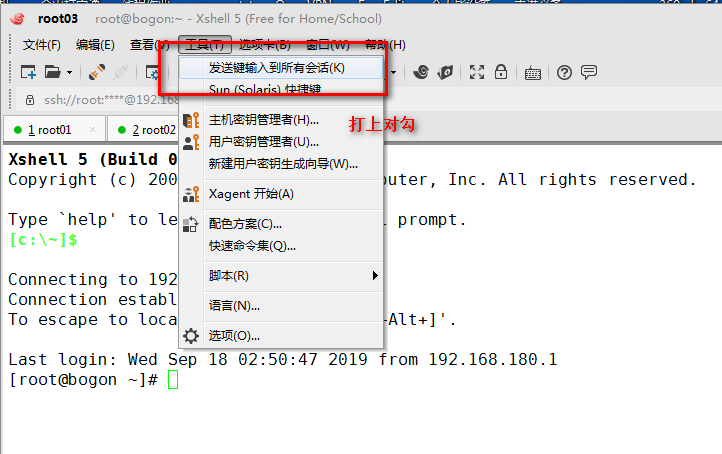 root03 root@bogon:~ - Xshell 5 (Free for Home/School)
文件(F) 编辑(E) 查看(V) 工具(T) 选项卡(B) 窗口(W) 帮助(H)
发送键输入到所有会话(K)
ssh://root:****@192.168
Sun (Solaris) 快捷键
主机密钥管理者(H)...
打上对勾
1 root01 2 root02
用户密钥管理者(U)...
新建用户密钥生成向导(W)...
Xagent 开始(A)
配色方案(C)...
快速命令集(Q)...
脚本(R)
语言(N)...
选项(O)...
Xshell 5 (Build 0
Copyright (c) 200 puter, Inc. All rights reserved.
Type `help' to le l prompt.
[c:\~]$
Connecting to 192
Connection establ
To escape to loca Alt+]'.
Last login: Wed Sep 18 02:50:47 2019 from 192.168.180.1
[root@bogon ~]#